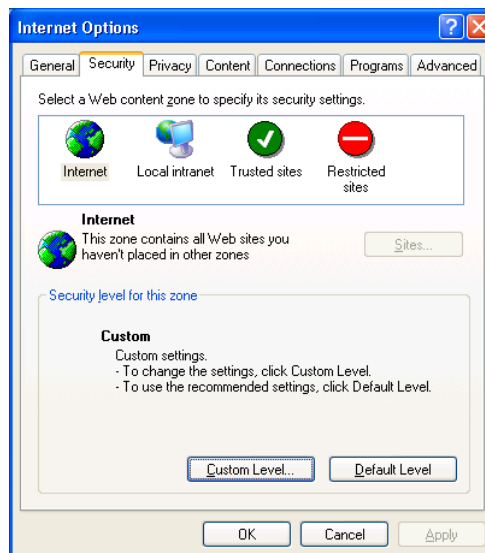 Internet Options
General Security Privacy Content Connections Programs Advanced
Select a Web content zone to specify its security settings.
Internet Local intranet Trusted sites Restricted sites
Internet
This zone contains all Web sites you
haven't placed in other zones
Sites...
Security level for this zone
Custom
Custom settings.
- To change the settings, click Custom Level.
- To use the recommended settings, click Default Level.
Custom Level... Default Level
OK Cancel Apply